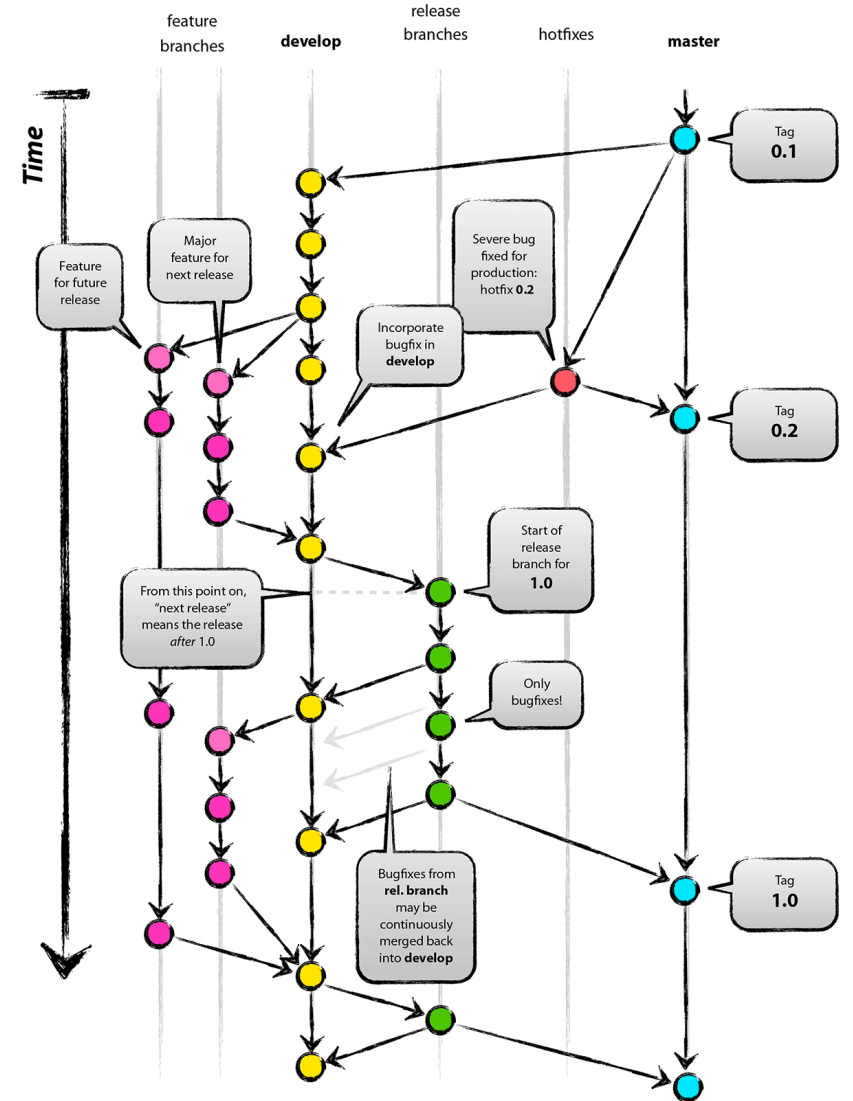 feature
branches
develop
release
branches
hotfixes
master
Time
Tag
0.1
Major
feature for
next release
Feature
for future
release
Severe bug
fixed for
production:
hotfix 0.2
Incorporate
bugfix in
develop
Tag
0.2
Start of
release
branch for
1.0
From this point on,
“next release”
means the release
after 1.0
Only
bugfixes!
Bugfixes from
rel. branch
may be
continuously
merged back
into develop
Tag
1.0